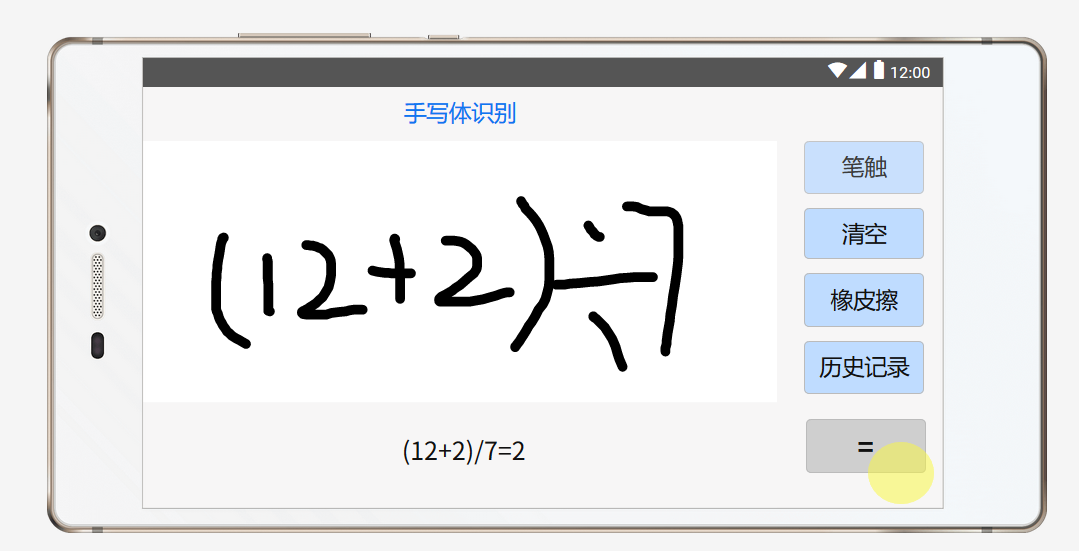 12:00
手写体识别
(12+2)÷7
笔触
清空
橡皮擦
历史记录
(12+2)/7=2
=